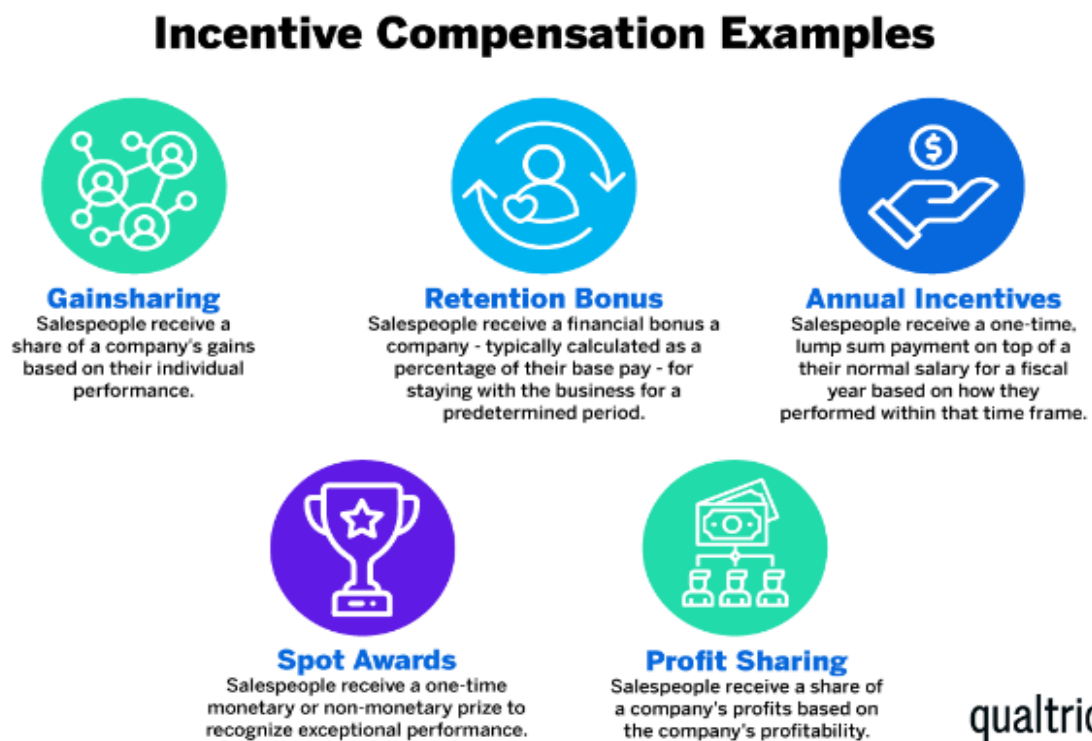 Incentive Compensation Examples
Gainsharing
Salespeople receive a
share of a company's gains
based on their individual
performance.
Retention Bonus
Salespeople receive a financial bonus a
company - typically calculated as a
percentage of their base pay - for
staying with the business for a
predetermined period.
Annual Incentives
Salespeople receive a one-time,
lump sum payment on top of a
their normal salary for a fiscal
year based on how they
performed within that time frame.
Spot Awards
Salespeople receive a one-time
monetary or non-monetary prize to
recognize exceptional performance.
Profit Sharing
Salespeople receive a share of
a company's profits based on
the company's profitability.
$